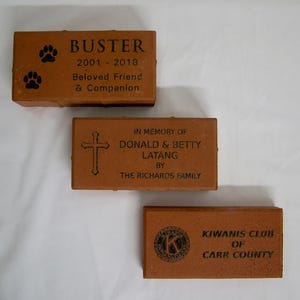 BUSTER
2001 - 2018
Beloved Friend
& Companion
IN MEMORY OF
DONALD & BETTY
LATANG
BY
THE RICHARDS FAMILY
K
KIWANIS CLUB
OF
CARR COUNTY